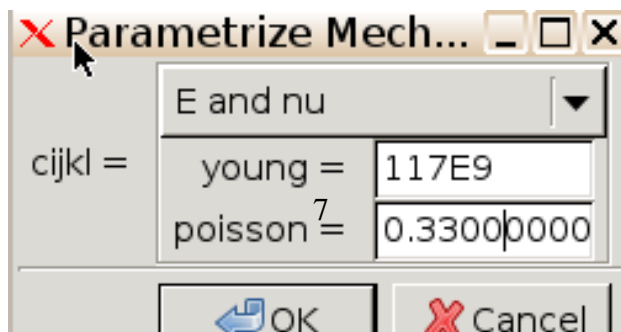 Parametrize Mech...
E and nu
cijkl =
young = 117E9
7
poisson = 0.33000000
OK Cancel